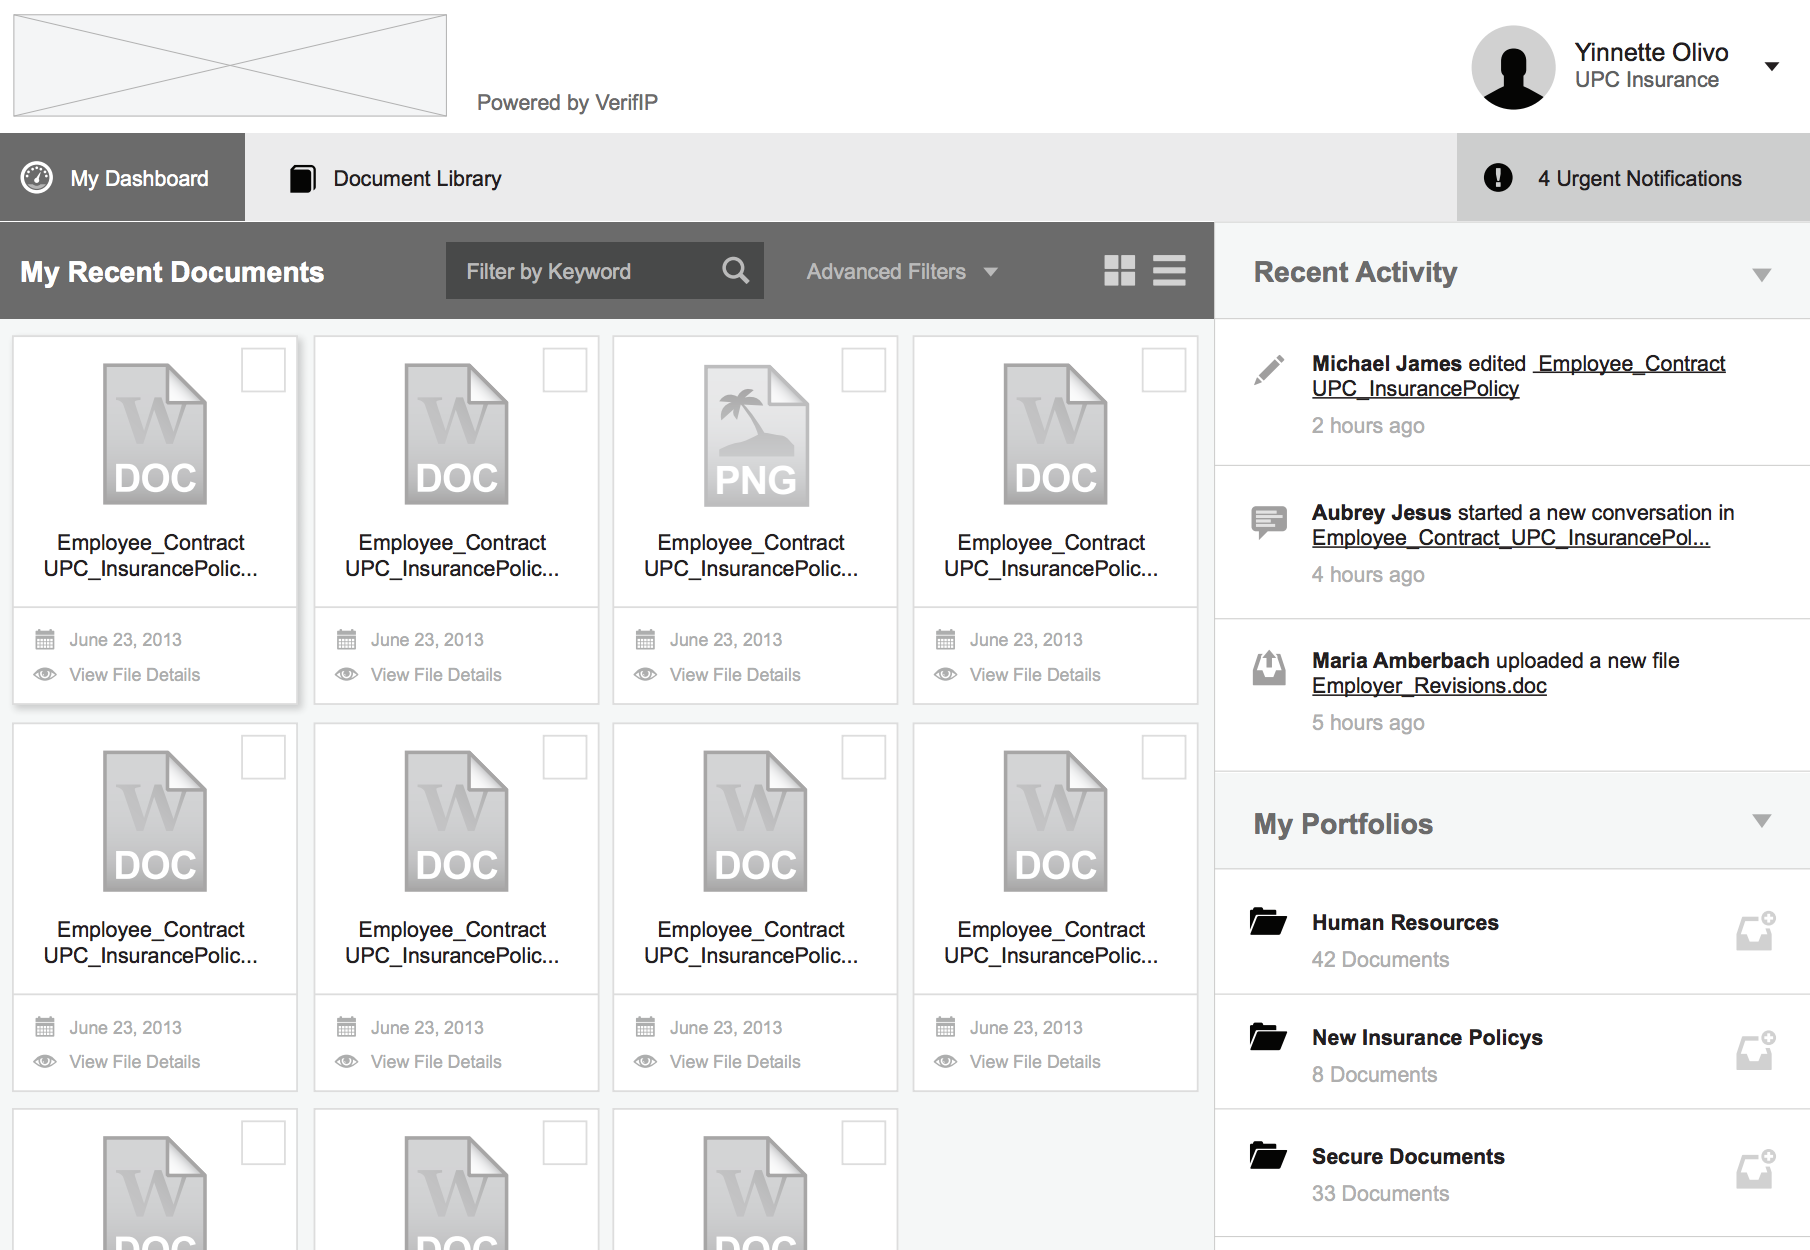 Powered by VerifIP
Yinnette Olivo
UPC Insurance
My Dashboard
Document Library
4 Urgent Notifications
My Recent Documents
Filter by Keyword
Advanced Filters
W
DOC
Employee_Contract
UPC_InsurancePolic...
June 23, 2013
View File Details
W
DOC
Employee_Contract
UPC_InsurancePolic...
June 23, 2013
View File Details
PNG
Employee_Contract
UPC_InsurancePolic...
June 23, 2013
View File Details
W
DOC
Employee_Contract
UPC_InsurancePolic...
June 23, 2013
View File Details
W
DOC
Employee_Contract
UPC_InsurancePolic...
June 23, 2013
View File Details
W
DOC
Employee_Contract
UPC_InsurancePolic...
June 23, 2013
View File Details
W
DOC
Employee_Contract
UPC_InsurancePolic...
June 23, 2013
View File Details
W
DOC
Employee_Contract
UPC_InsurancePolic...
June 23, 2013
View File Details
W
DOC
W
DOC
W
DOC
Recent Activity
Michael James edited Employee_Contract
UPC_InsurancePolicy
2 hours ago
Aubrey Jesus started a new conversation in
Employee_Contract_UPC_InsurancePol...
4 hours ago
Maria Amberbach uploaded a new file
Employer_Revisions.doc
5 hours ago
My Portfolios
Human Resources
42 Documents
New Insurance Policys
8 Documents
Secure Documents
33 Documents